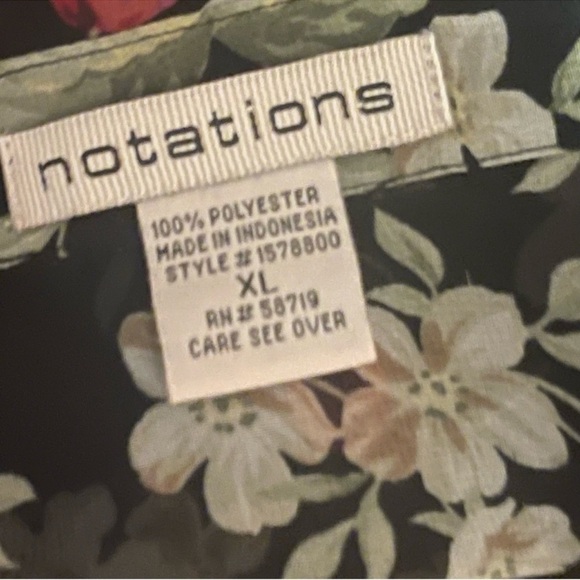 notations
100% POLYESTER
MADE IN INDONESIA
STYLE # 1578800
XL
RN # 58719
CARE SEE OVER